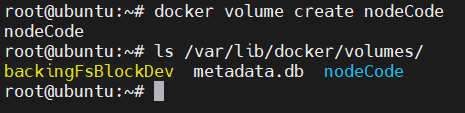 root@ubuntu:~# docker volume create nodeCode
nodeCode
root@ubuntu:~# ls /var/lib/docker/volumes/
backingFsBlockDev  metadata.db  nodeCode
root@ubuntu:~#